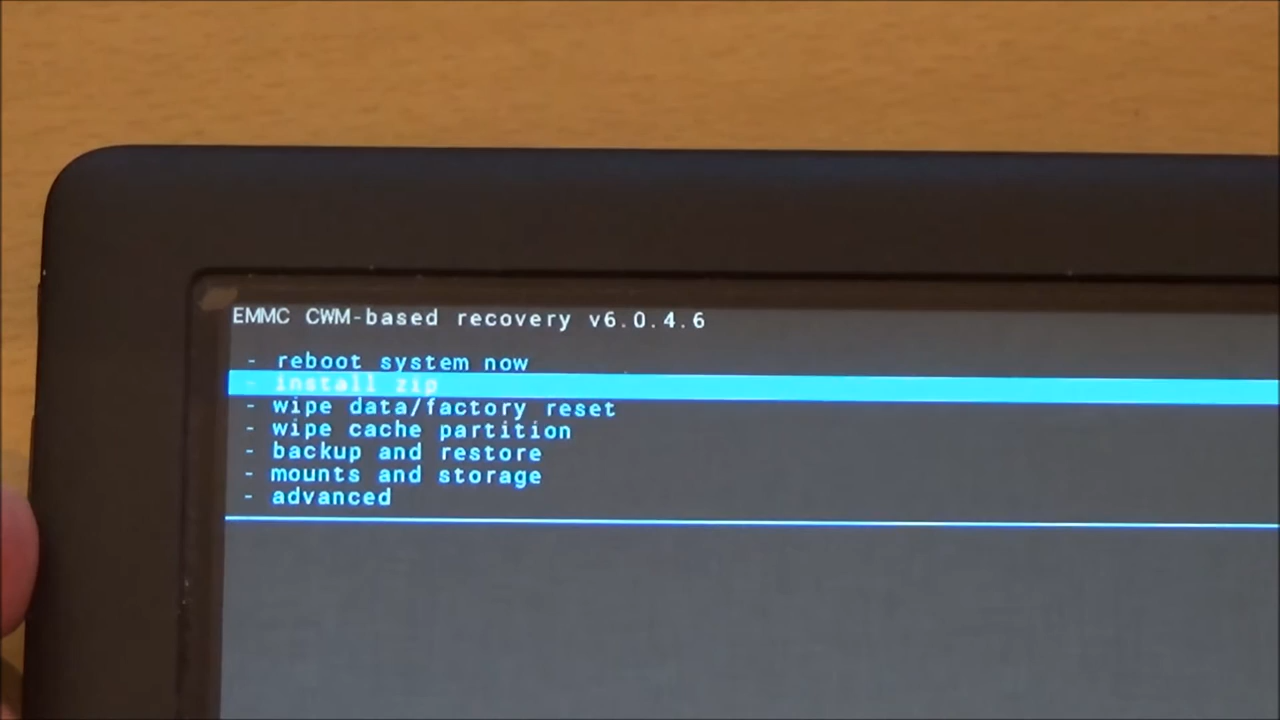 EMMC CWM-based recovery v6.0.4.6
- reboot system now
- install zip
- wipe data/factory reset
- wipe cache partition
- backup and restore
- mounts and storage
- advanced